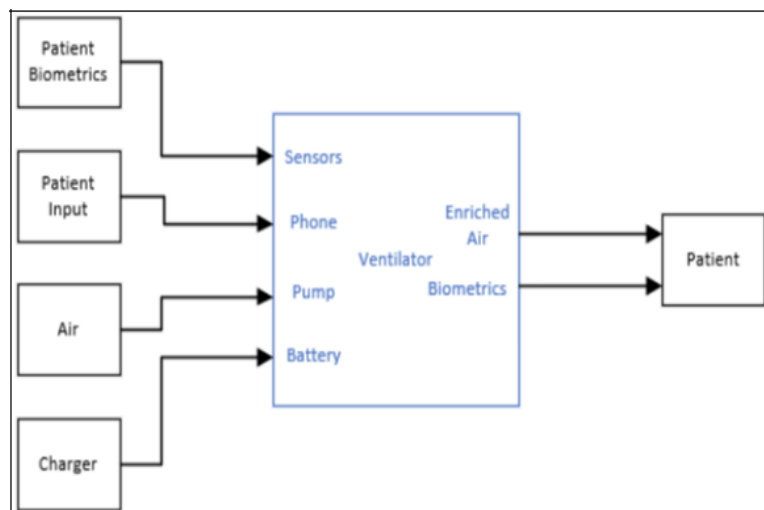 Patient
Biometrics
Patient
Input
Air
Charger
Sensors
Phone
Pump
Battery
Ventilator
Enriched
Air
Biometrics
Patient